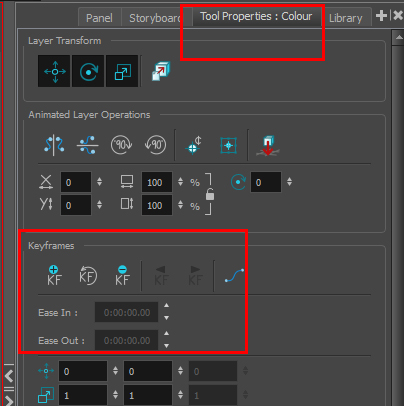 Panel Storyboard Tool Properties : Colour Library
Layer Transform
Animated Layer Operations
90 90
X 0 100 % 0
Y 0 100 %
Keyframes
KF KF KF KF KF
Ease In : 0:00:00.00
Ease Out : 0:00:00.00
0 0 0
1 1 1